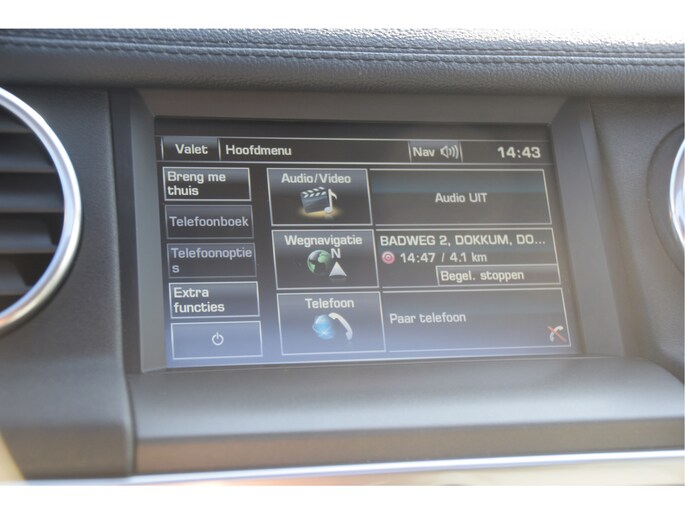 Valet Hoofdmenu Nav 14:43
Breng me
thuis
Telefoonboek
Telefoonoptie
s
Extra
functies
Audio/Video
Audio UIT
Wegnavigatie
N
BADWEG 2, DOKKUM, DO...
14:47 / 4.1 km
Begel. stoppen
Telefoon
Paar telefoon